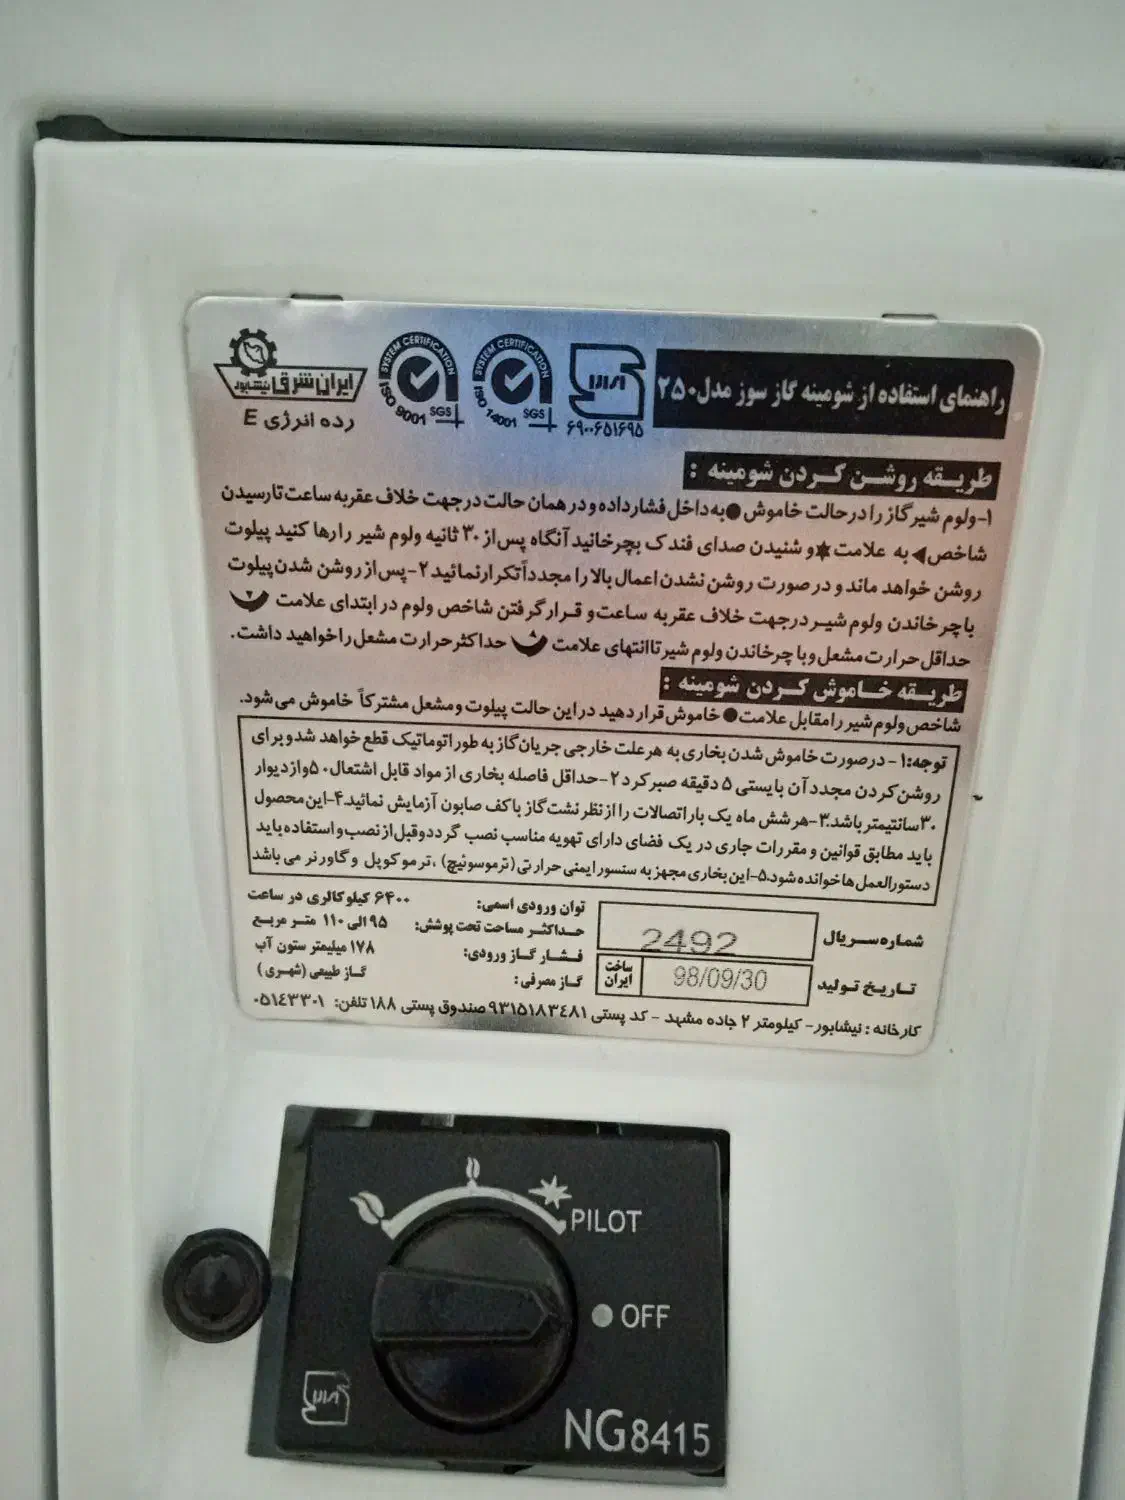 راهنمای استفاده از شومینه گاز سوز مدل ۲۵۰
ایران
۶۹۰۰۶۵۱۶۹۵
SYSTEM CERTIFICATION
ISO 14001
SGS
SYSTEM CERTIFICATION
ISO 9001
SGS
ایران شرق نیشابور
رده انرژی E
طریقه روشن کردن شومینه :
۱-ولوم شیر گاز را در حالت خاموش ● به داخل فشار داده و در همان حالت در جهت خلاف عقربه ساعت تا رسیدن
شاخص ◀ به علامت ✶ و شنیدن صدای فندک بچرخانید آنگاه پس از ۳۰ ثانیه ولوم شیر را رها کنید پیلوت
روشن خواهد ماند و در صورت روشن نشدن اعمال بالا را مجدداً تکرار نمائید ۲-پس از روشن شدن پیلوت
با چرخاندن ولوم شیر در جهت خلاف عقربه ساعت و قرار گرفتن شاخص ولوم در ابتدای علامت
حداقل حرارت مشعل و با چرخاندن ولوم شیر تا انتهای علامت حداکثر حرارت مشعل را خواهید داشت.
طریقه خاموش کردن شومینه :
شاخص ولوم شیر را مقابل علامت ● خاموش قرار دهید در این حالت پیلوت و مشعل مشترکاً خاموش می شود.
توجه: ۱- در صورت خاموش شدن بخاری به هر علت خارجی جریان گاز به طور اتوماتیک قطع خواهد شد و برای
روشن کردن مجدد آن بایستی ۵ دقیقه صبر کرد ۲-حداقل فاصله بخاری از مواد قابل اشتعال ۵۰ و از دیوار
۳۰ سانتیمتر باشد. ۳-هر شش ماه یک بار اتصالات را از نظر نشت گاز با کف صابون آزمایش نمائید. ۴-این محصول
باید مطابق قوانین و مقررات جاری در یک فضای دارای تهویه مناسب نصب گردد و قبل از نصب و استفاده باید
دستورالعمل ها خوانده شود. ۵-این بخاری مجهز به سنسور ایمنی حرارتی (ترموسوئیچ) ، ترموکوپل و گاورنر می باشد
شماره سریال 2492
تاریخ تولید 98/09/30 ساخت ایران
توان ورودی اسمی: ۶۴۰۰ کیلوکالری در ساعت
حداکثر مساحت تحت پوشش: ۹۵ الی ۱۱۰ متر مربع
فشار گاز ورودی: ۱۷۸ میلیمتر ستون آب
گاز مصرفی: گاز طبیعی (شهری)
کارخانه : نیشابور- کیلومتر ۲ جاده مشهد - کد پستی ۹۳۱۵۱۸۳۴۸۱ صندوق پستی ۱۸۸ تلفن: ۰۵۱۴۳۳۰۱
PILOT
OFF
ایران
NG8415